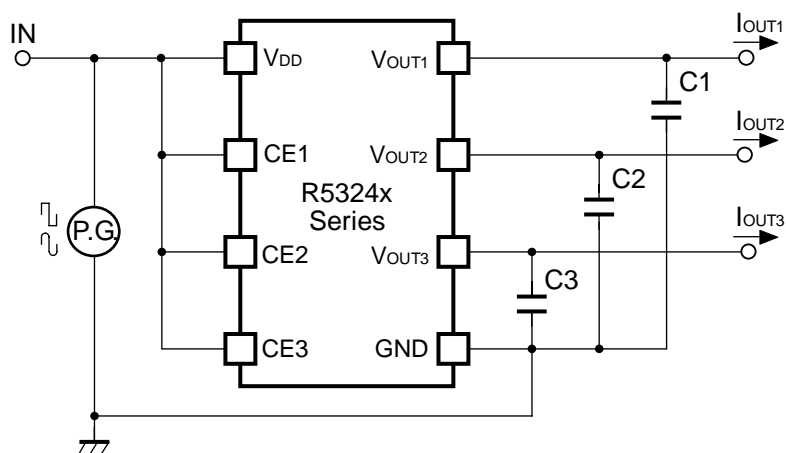 IN
IOUT1
VDD
VOUT1
C1
IOUT2
CE1
VOUT2
C2
R5324x
Series
P.G.
IOUT3
CE2
VOUT3
C3
CE3
GND